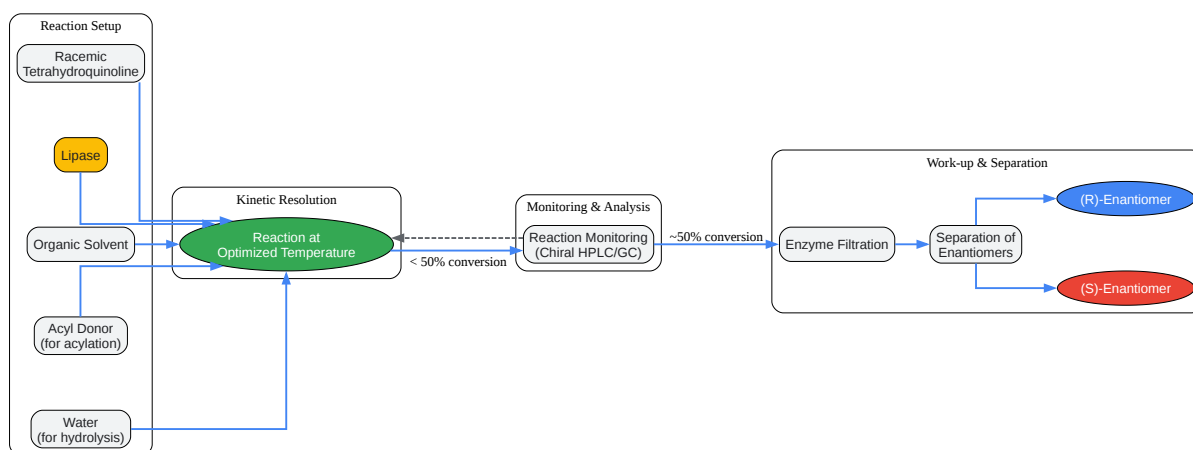 Reaction Setup
Racemic
Tetrahydroquinoline
Lipase
Organic Solvent
Acyl Donor
(for acylation)
Water
(for hydrolysis)
Kinetic Resolution
Reaction at
Optimized Temperature
< 50% conversion
Monitoring & Analysis
Reaction Monitoring
(Chiral HPLC/GC)
~50% conversion
Work-up & Separation
Enzyme Filtration
Separation of
Enantiomers
(R)-Enantiomer
(S)-Enantiomer